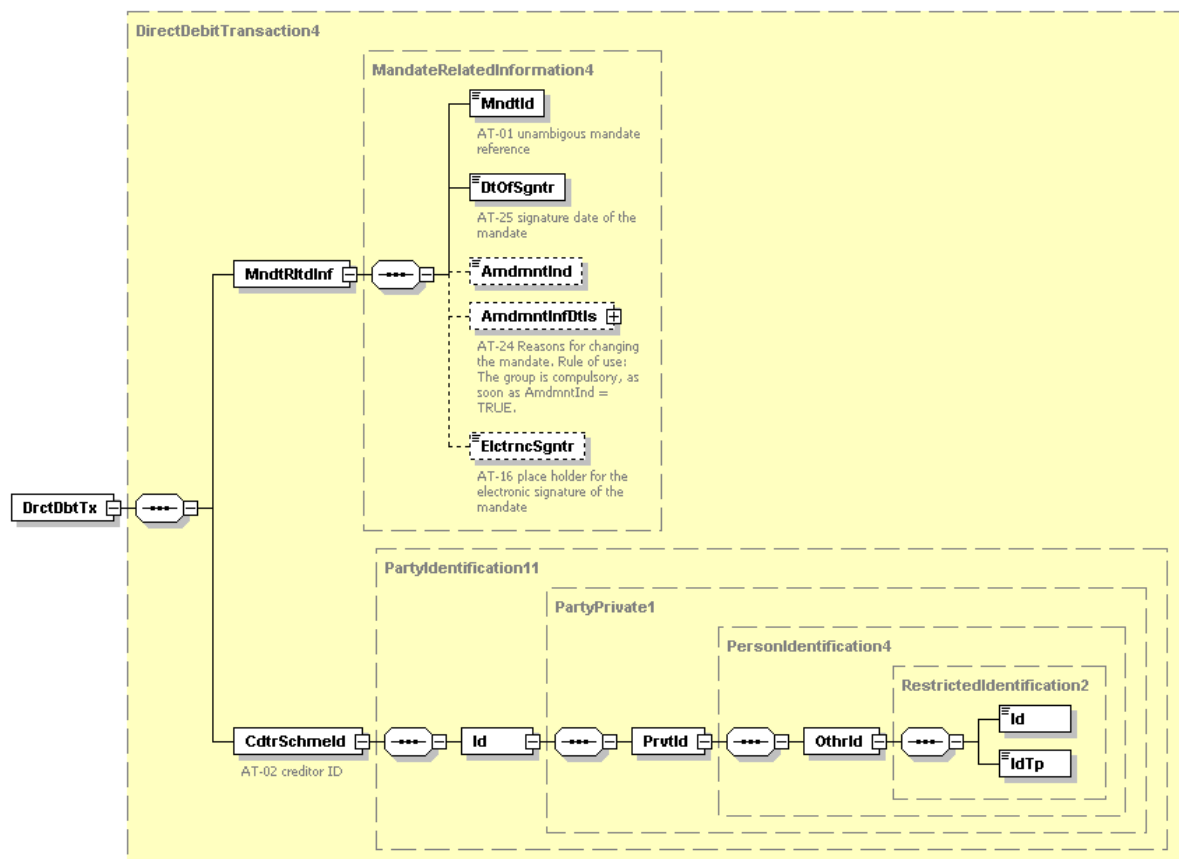 DirectDebitTransaction4
MandateRelatedInformation4
MndtId
AT-01 unambigous mandate
reference
DtOfSgntr
AT-25 signature date of the
mandate
AmdmntInd
AmdmntInfDtls
AT-24 Reasons for changing
the mandate. Rule of use:
The group is compulsory, as
soon as AmdmntInd =
TRUE.
ElctrncSgntr
AT-16 place holder for the
electronic signature of the
mandate
MndtRltdInf
DrctDbtTx
PartyIdentification11
PartyPrivate1
PersonIdentification4
RestrictedIdentification2
CdtrSchmeId
AT-02 creditor ID
Id
PrvtId
OthrId
Id
IdTp